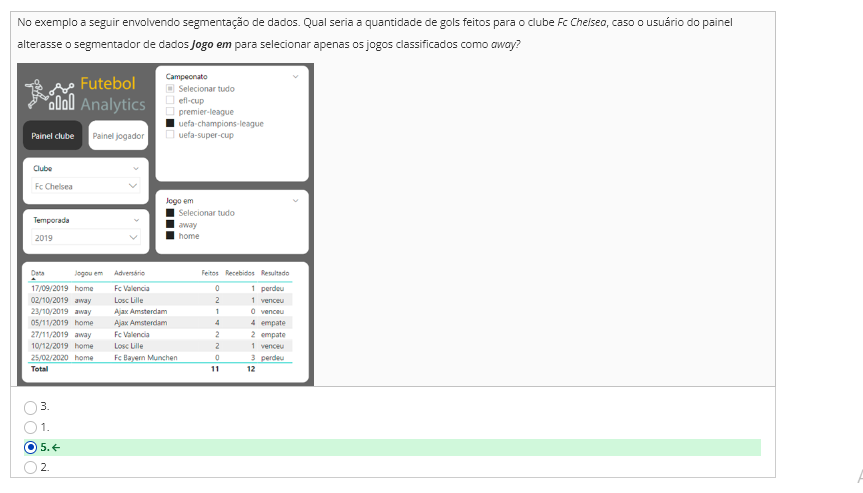 No exemplo a seguir envolvendo segmentação de dados. Qual seria a quantidade de gols feitos para o clube Fc Chelsea, caso o usuário do painel
alterasse o segmentador de dados Jogo em para selecionar apenas os jogos classificados como away?
Futebol
Analytics
Painel clube
Painel jogador
Campeonato
Selecionar tudo
efl-cup
premier-league
uefa-champions-league
uefa-super-cup
Clube
Fc Chelsea
Temporada
2019
Jogo em
Selecionar tudo
away
home
Data Jogou em Adversário Feitos Recebidos Resultado
17/09/2019 home Fc Valencia 0 1 perdeu
02/10/2019 away Losc Lille 2 1 venceu
23/10/2019 away Ajax Amsterdam 1 0 venceu
05/11/2019 home Ajax Amsterdam 4 4 empate
27/11/2019 away Fc Valencia 2 2 empate
10/12/2019 home Losc Lille 2 1 venceu
25/02/2020 home Fc Bayern Munchen 0 3 perdeu
Total 11 12
3.
1.
5.←
2.